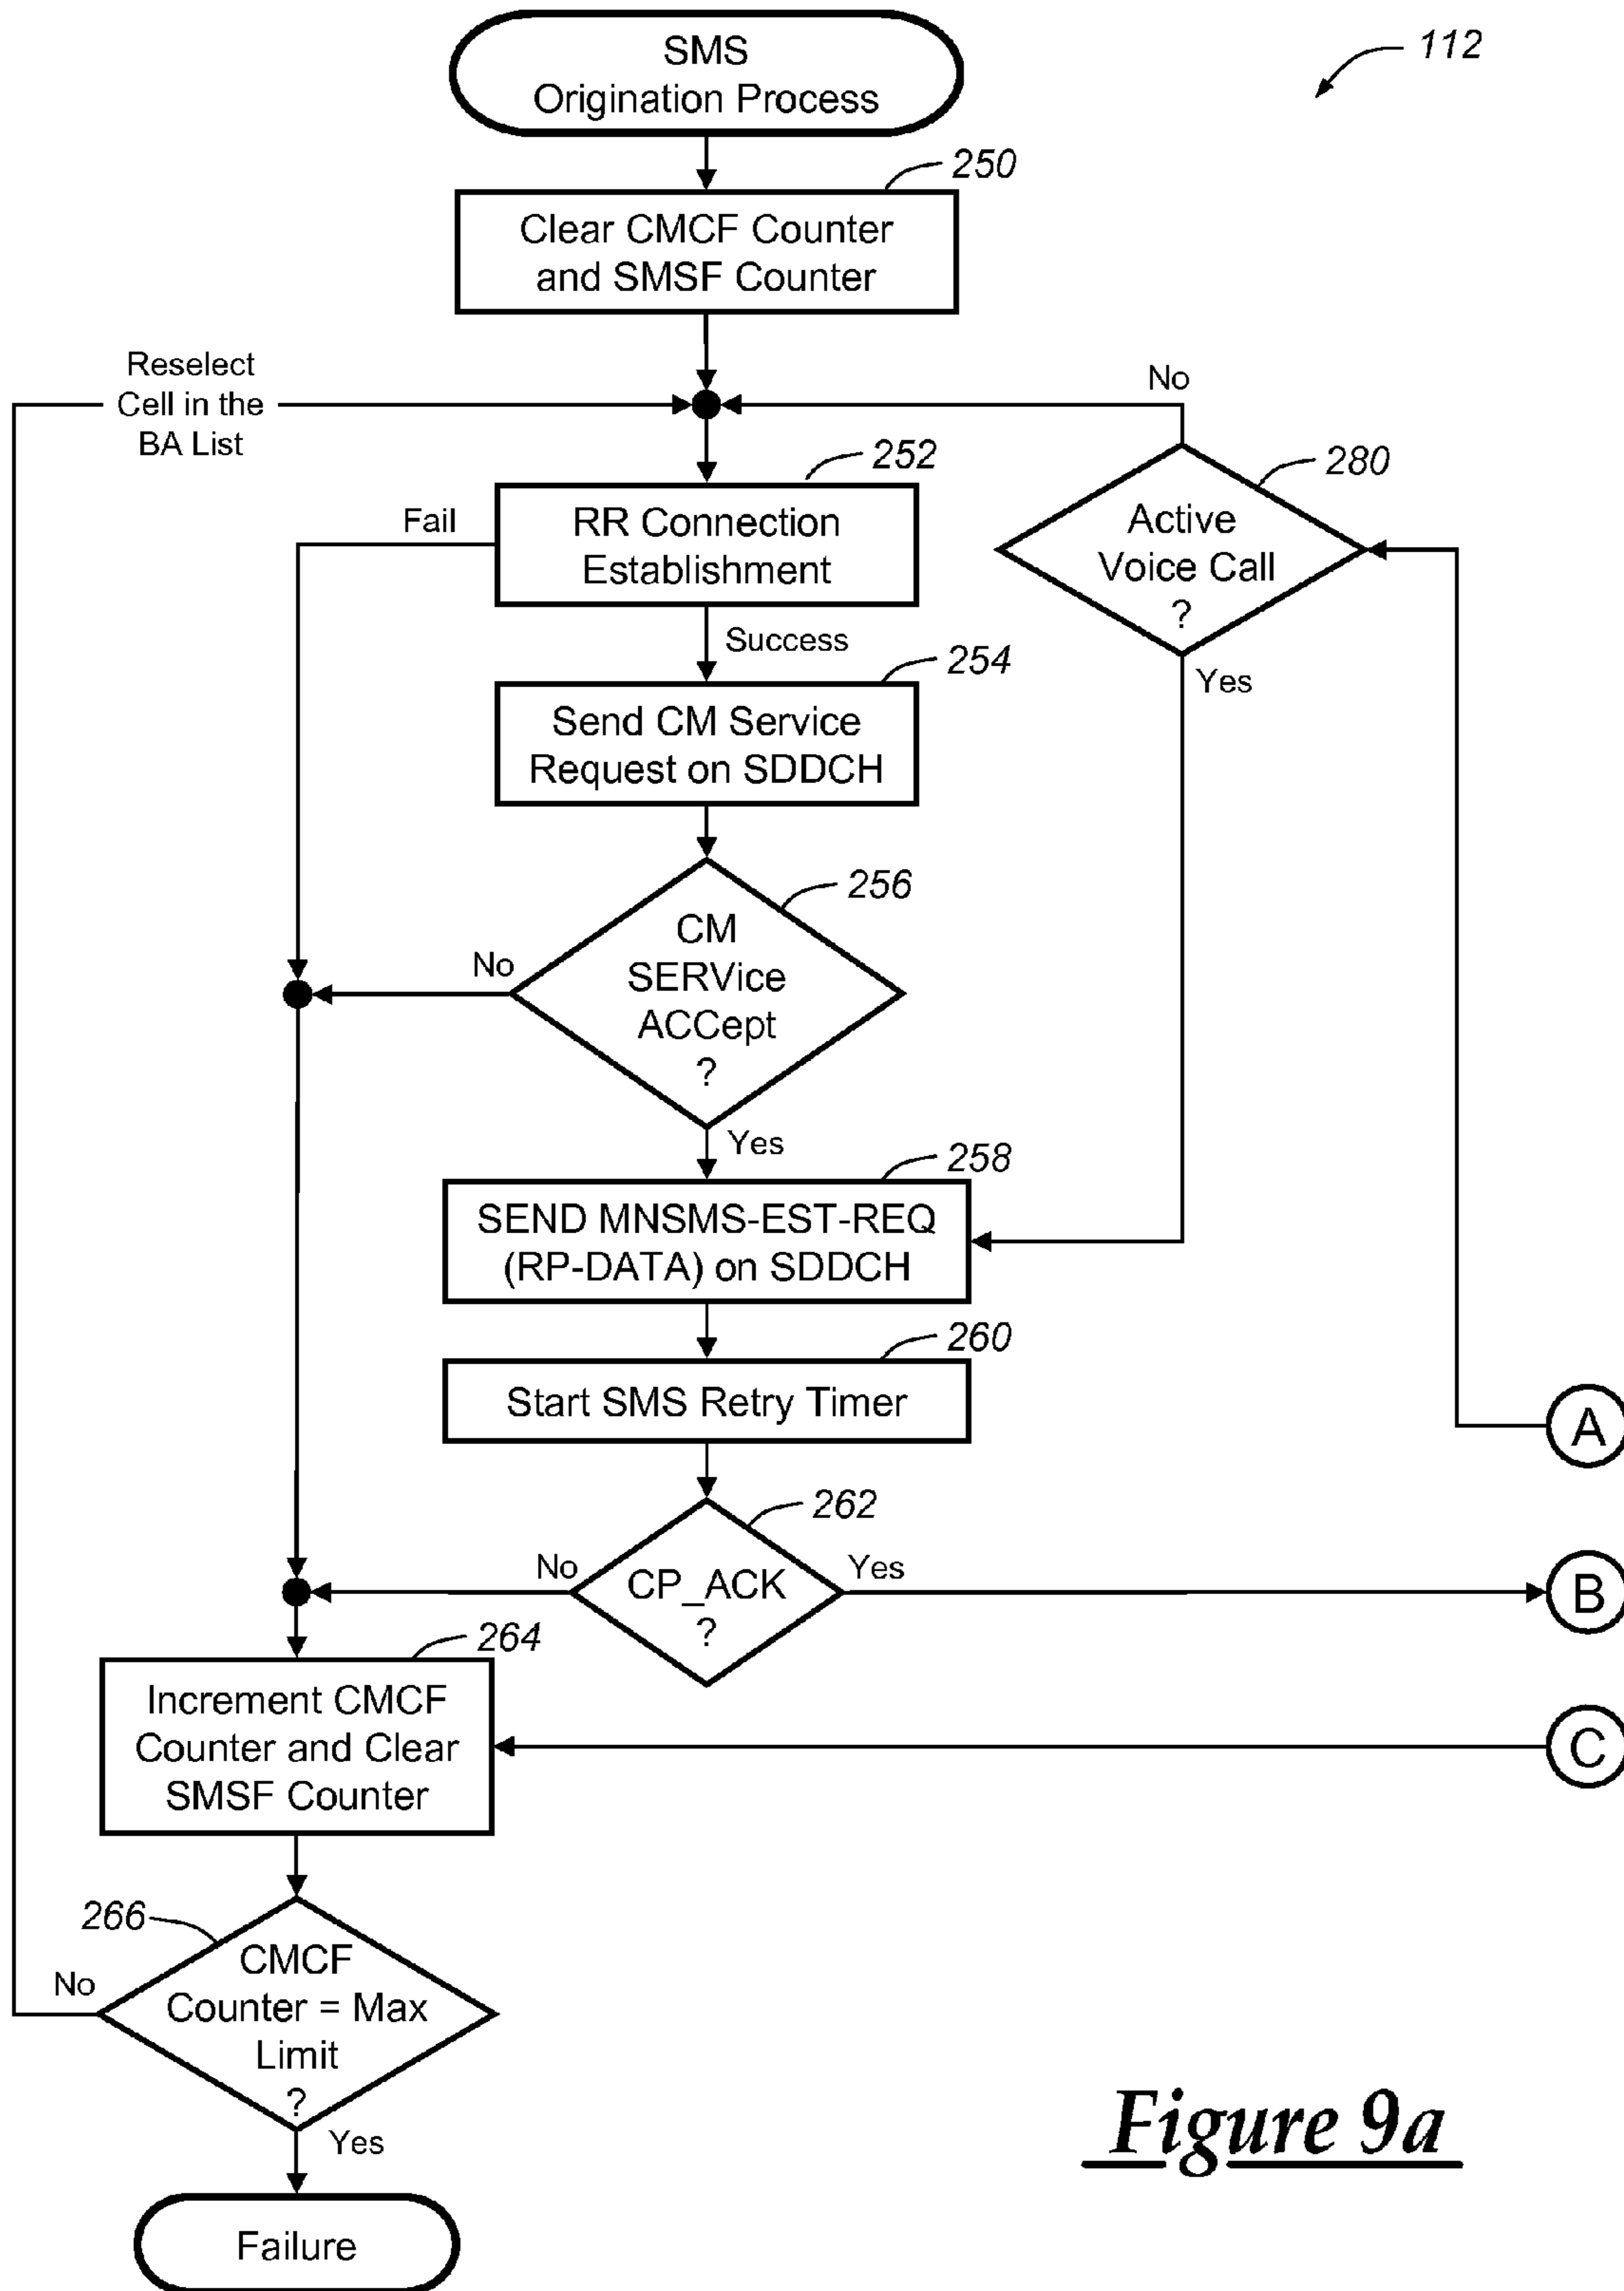 SMS
Origination Process
112
250
Clear CMCF Counter
and SMSF Counter
Reselect
Cell in the
BA List
No
252
280
Fail
RR Connection
Establishment
Active
Voice Call
?
Success
Yes
254
Send CM Service
Request on SDDCH
256
CM
SERVice
ACCept
?
No
Yes
258
SEND MNSMS-EST-REQ
(RP-DATA) on SDDCH
260
Start SMS Retry Timer
A
262
No
CP_ACK
?
Yes
B
264
Increment CMCF
Counter and Clear
SMSF Counter
C
266
CMCF
Counter = Max
Limit
?
No
Yes
Failure
Figure 9a